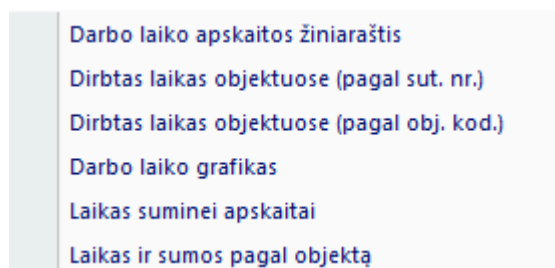 Darbo laiko apskaitos žiniaraštis
Dirbtas laikas objektuose (pagal sut. nr.)
Dirbtas laikas objektuose (pagal obj. kod.)
Darbo laiko grafikas
Laikas suminei apskaitai
Laikas ir sumos pagal objektą